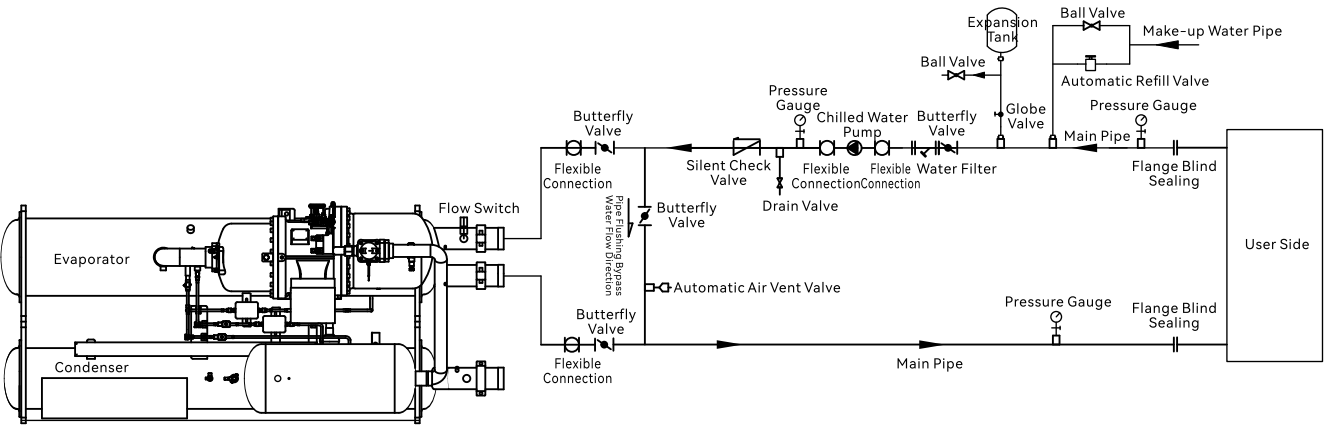 Expansion
Tank
Ball Valve
Make-up Water Pipe
Ball Valve
Automatic Refill Valve
Pressure
Gauge
Globe
Valve
Pressure Gauge
Butterfly
Valve
Chilled Water
Pump
Butterfly
Valve
Main Pipe
Flexible
Connection
Silent Check
Valve
Flexible
Connection
Flexible
Connection
Water Filter
Flange Blind
Sealing
Drain Valve
Flow Switch
Pipe Flushing Bypass
Water Flow Direction
Butterfly
Valve
User Side
Evaporator
Automatic Air Vent Valve
Pressure Gauge
Flange Blind
Sealing
Butterfly
Valve
Condenser
Flexible
Connection
Main Pipe